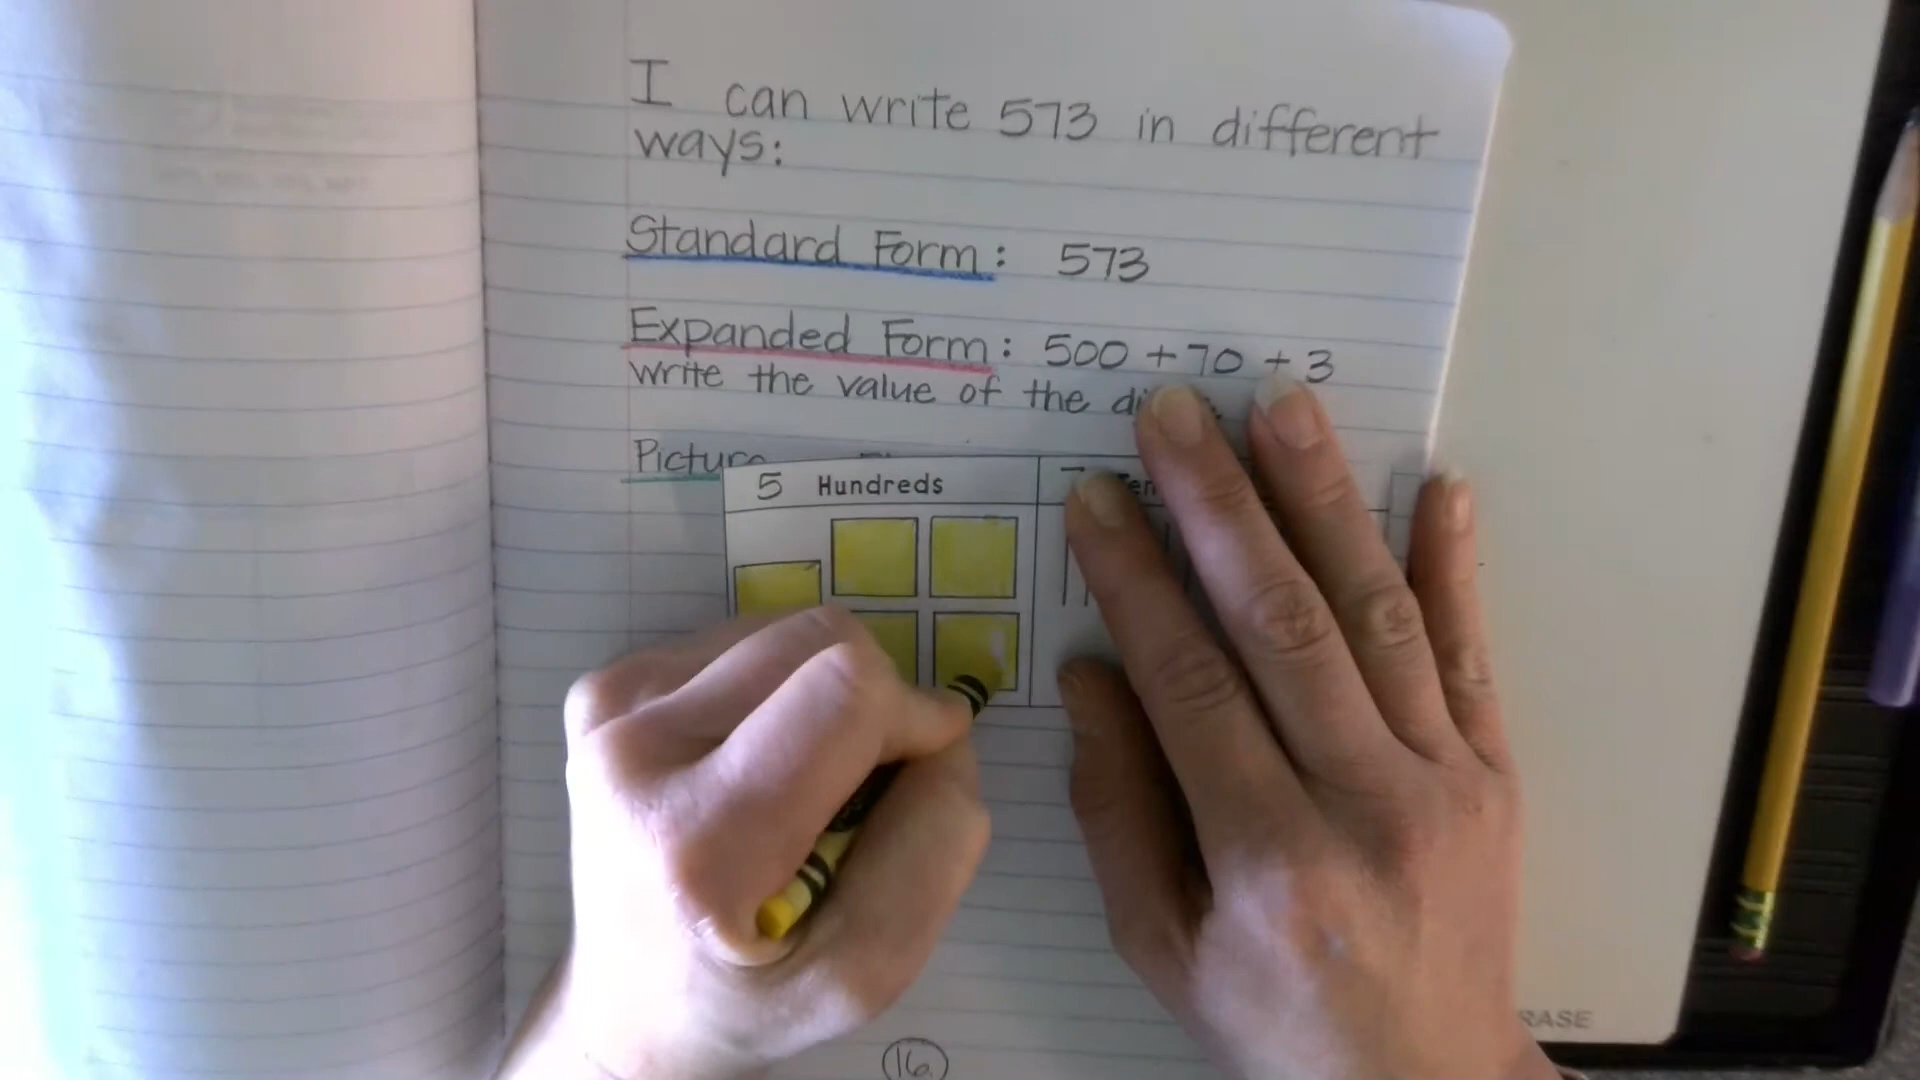 I can write 573 in different
ways:
Standard Form: 573
Expanded Form: 500 + 70 + 3
write the value of the
Picture
5 Hundreds
16